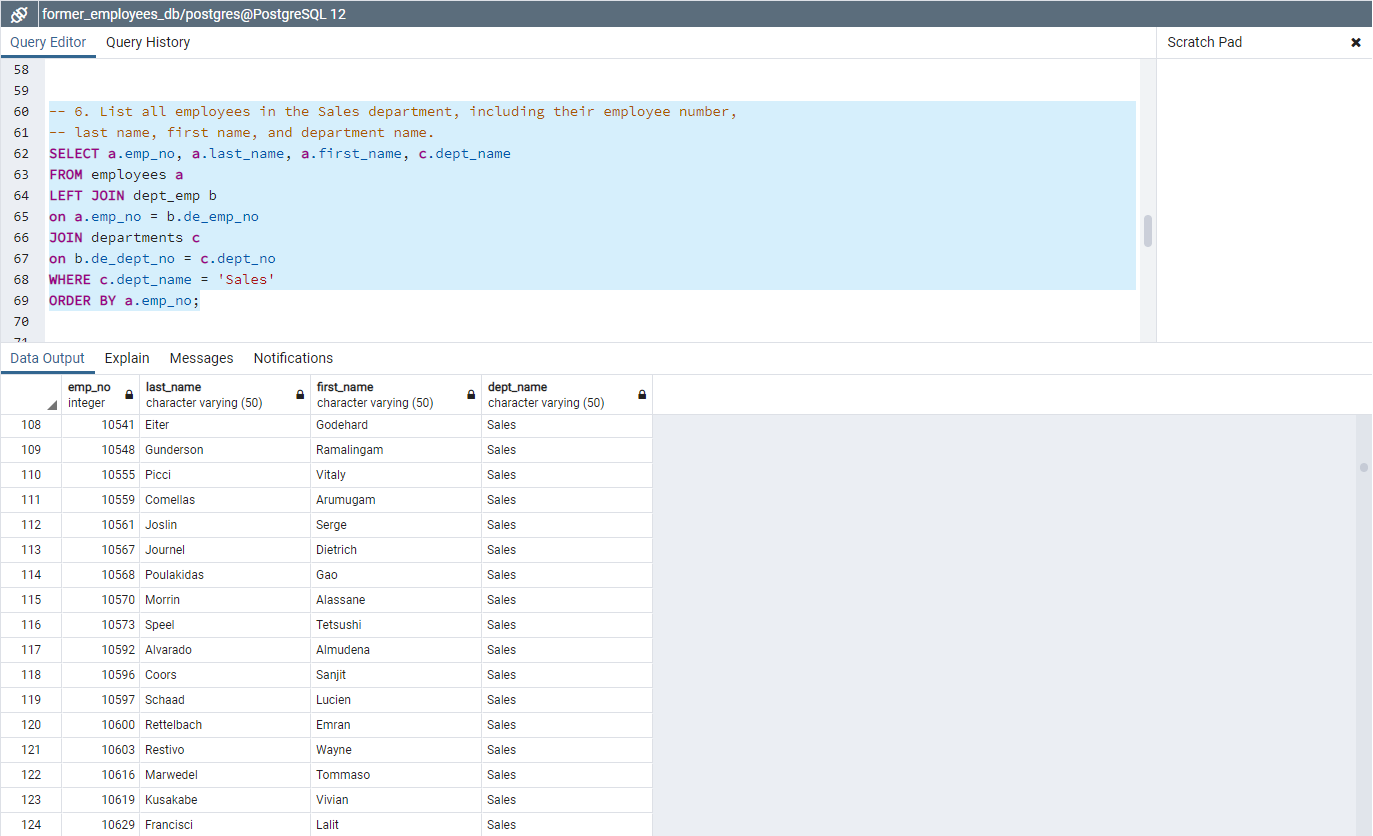 former_employees_db/postgres@PostgreSQL 12
Query Editor Query History Scratch Pad ✖
58
59
60 -- 6. List all employees in the Sales department, including their employee number,
61 -- last name, first name, and department name.
62 SELECT a.emp_no, a.last_name, a.first_name, c.dept_name
63 FROM employees a
64 LEFT JOIN dept_emp b
65 on a.emp_no = b.de_emp_no
66 JOIN departments c
67 on b.de_dept_no = c.dept_no
68 WHERE c.dept_name = 'Sales'
69 ORDER BY a.emp_no;
70
71
Data Output Explain Messages Notifications
emp_no last_name first_name dept_name
integer character varying (50) character varying (50) character varying (50)
108 10541 Eiter Godehard Sales
109 10548 Gunderson Ramalingam Sales
110 10555 Picci Vitaly Sales
111 10559 Comellas Arumugam Sales
112 10561 Joslin Serge Sales
113 10567 Journel Dietrich Sales
114 10568 Poulakidas Gao Sales
115 10570 Morrin Alassane Sales
116 10573 Speel Tetsushi Sales
117 10592 Alvarado Almudena Sales
118 10596 Coors Sanjit Sales
119 10597 Schaad Lucien Sales
120 10600 Rettelbach Emran Sales
121 10603 Restivo Wayne Sales
122 10616 Marwedel Tommaso Sales
123 10619 Kusakabe Vivian Sales
124 10629 Francisci Lalit Sales